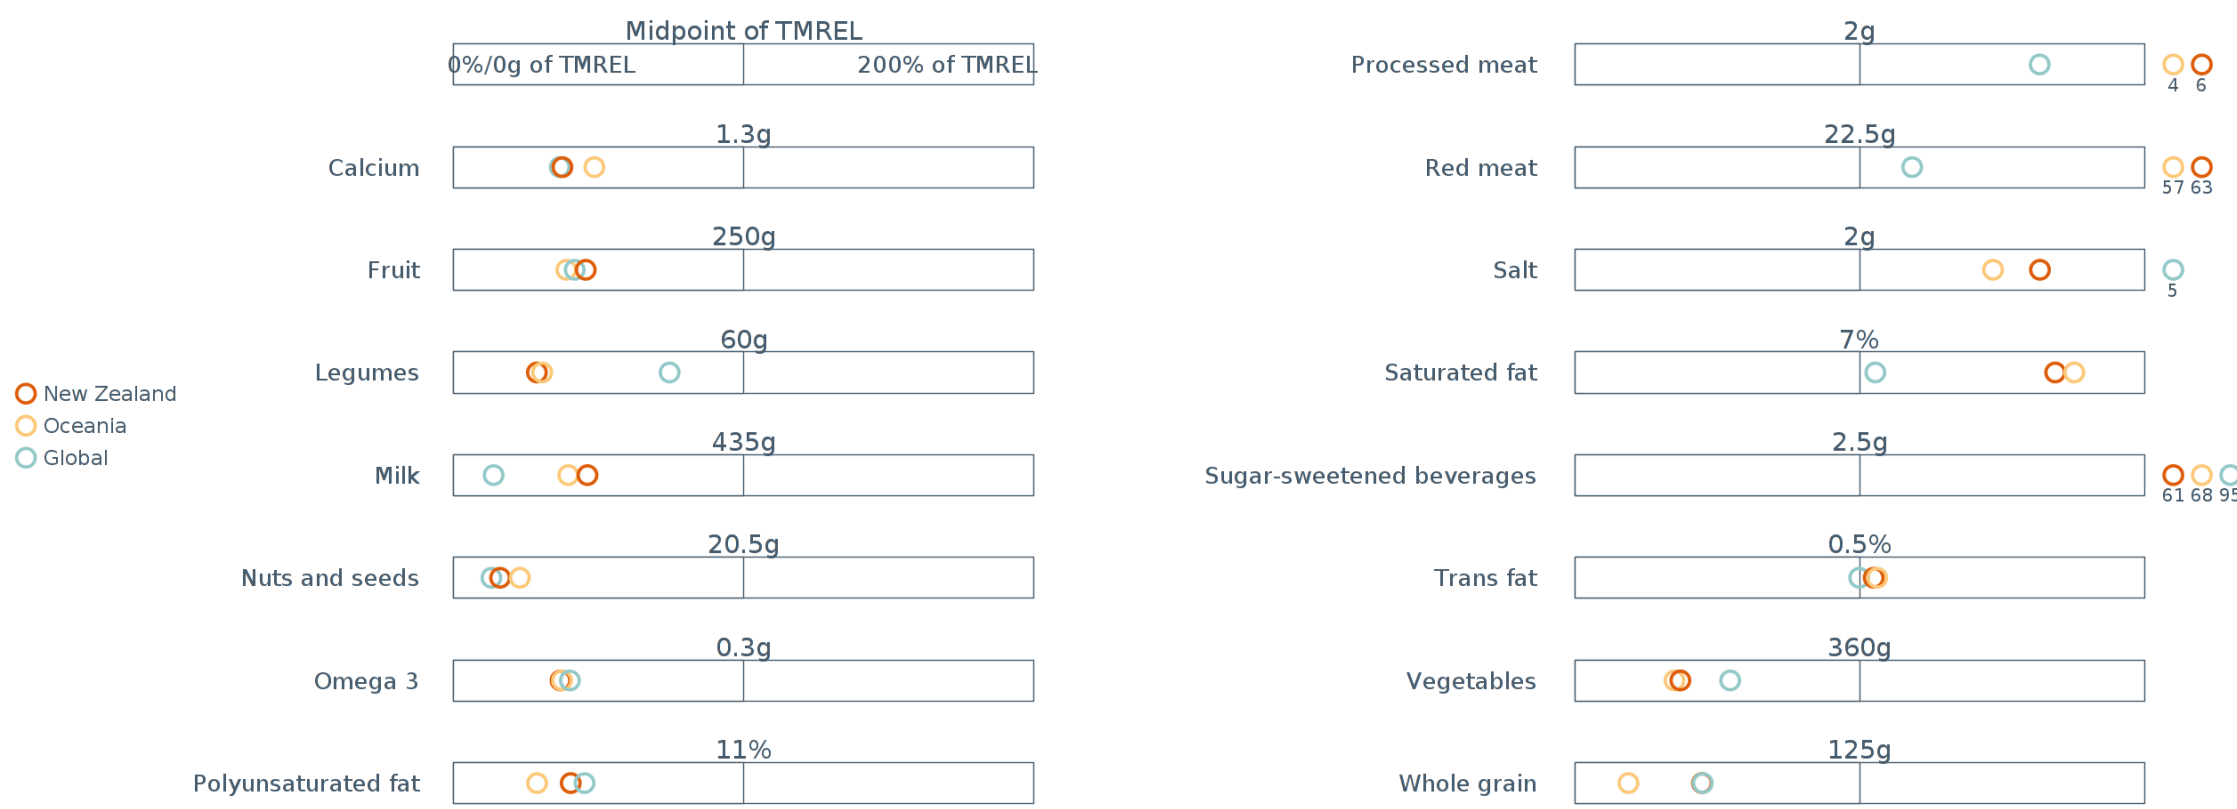 Midpoint of TMREL
0%/0g of TMREL
200% of TMREL
1.3g
Calcium
250g
Fruit
60g
Legumes
New Zealand
Oceania
Global
435g
Milk
20.5g
Nuts and seeds
0.3g
Omega 3
11%
Polyunsaturated fat
2g
Processed meat
4 6
22.5g
Red meat
57 63
2g
Salt
5
7%
Saturated fat
2.5g
Sugar-sweetened beverages
61 68 95
0.5%
Trans fat
360g
Vegetables
125g
Whole grain